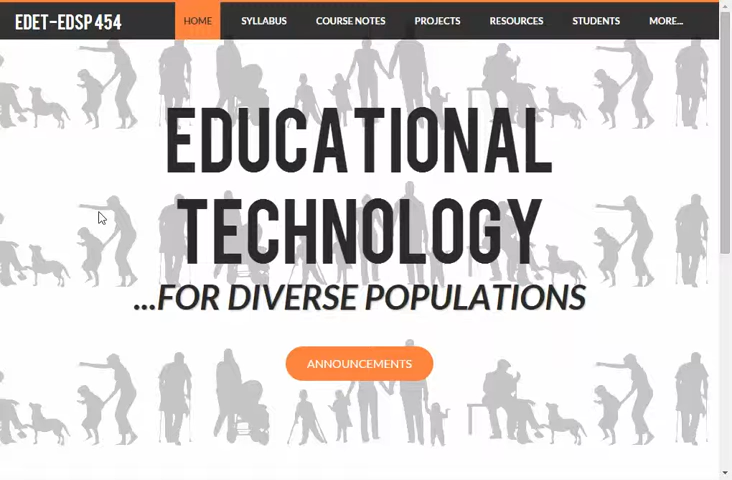 EDET-EDSP 454
HOME
SYLLABUS
COURSE NOTES
PROJECTS
RESOURCES
STUDENTS
MORE...
EDUCATIONAL
TECHNOLOGY
...FOR DIVERSE POPULATIONS
ANNOUNCEMENTS